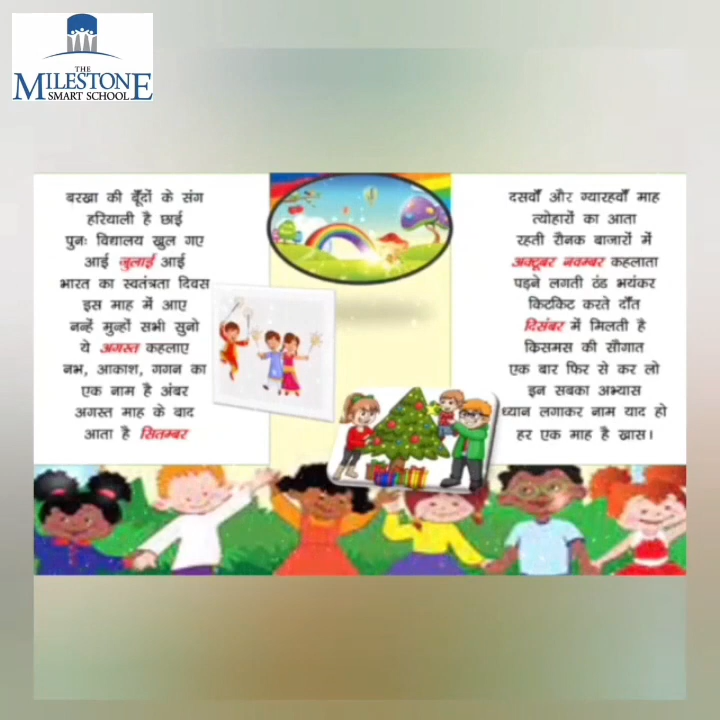 THE
MILESTONE
SMART SCHOOL
बरखा की बूँदों के संग
हरियाली है छाई
पुनः विद्यालय खुल गए
आई जुलाई आई
भारत का स्वतंत्रता दिवस
इस माह में आए
नन्हें मुन्हों सभी सुनो
ये अगस्त कहलाए
नभ, आकाश, गगन का
एक नाम है अंबर
अगस्त माह के बाद
आता है सितम्बर
दसवाँ और ग्यारहवाँ माह
त्योहारों का आता
रहती रौनक बाजारों में
अक्टूबर नवम्बर कहलाता
पड़ने लगती ठंड भयंकर
किटकिट करते दाँत
दिसंबर में मिलती है
क्रिसमस की सौगात
एक बार फिर से कर लो
इन सबका अभ्यास
ध्यान लगाकर नाम याद हो
हर एक माह है खास।